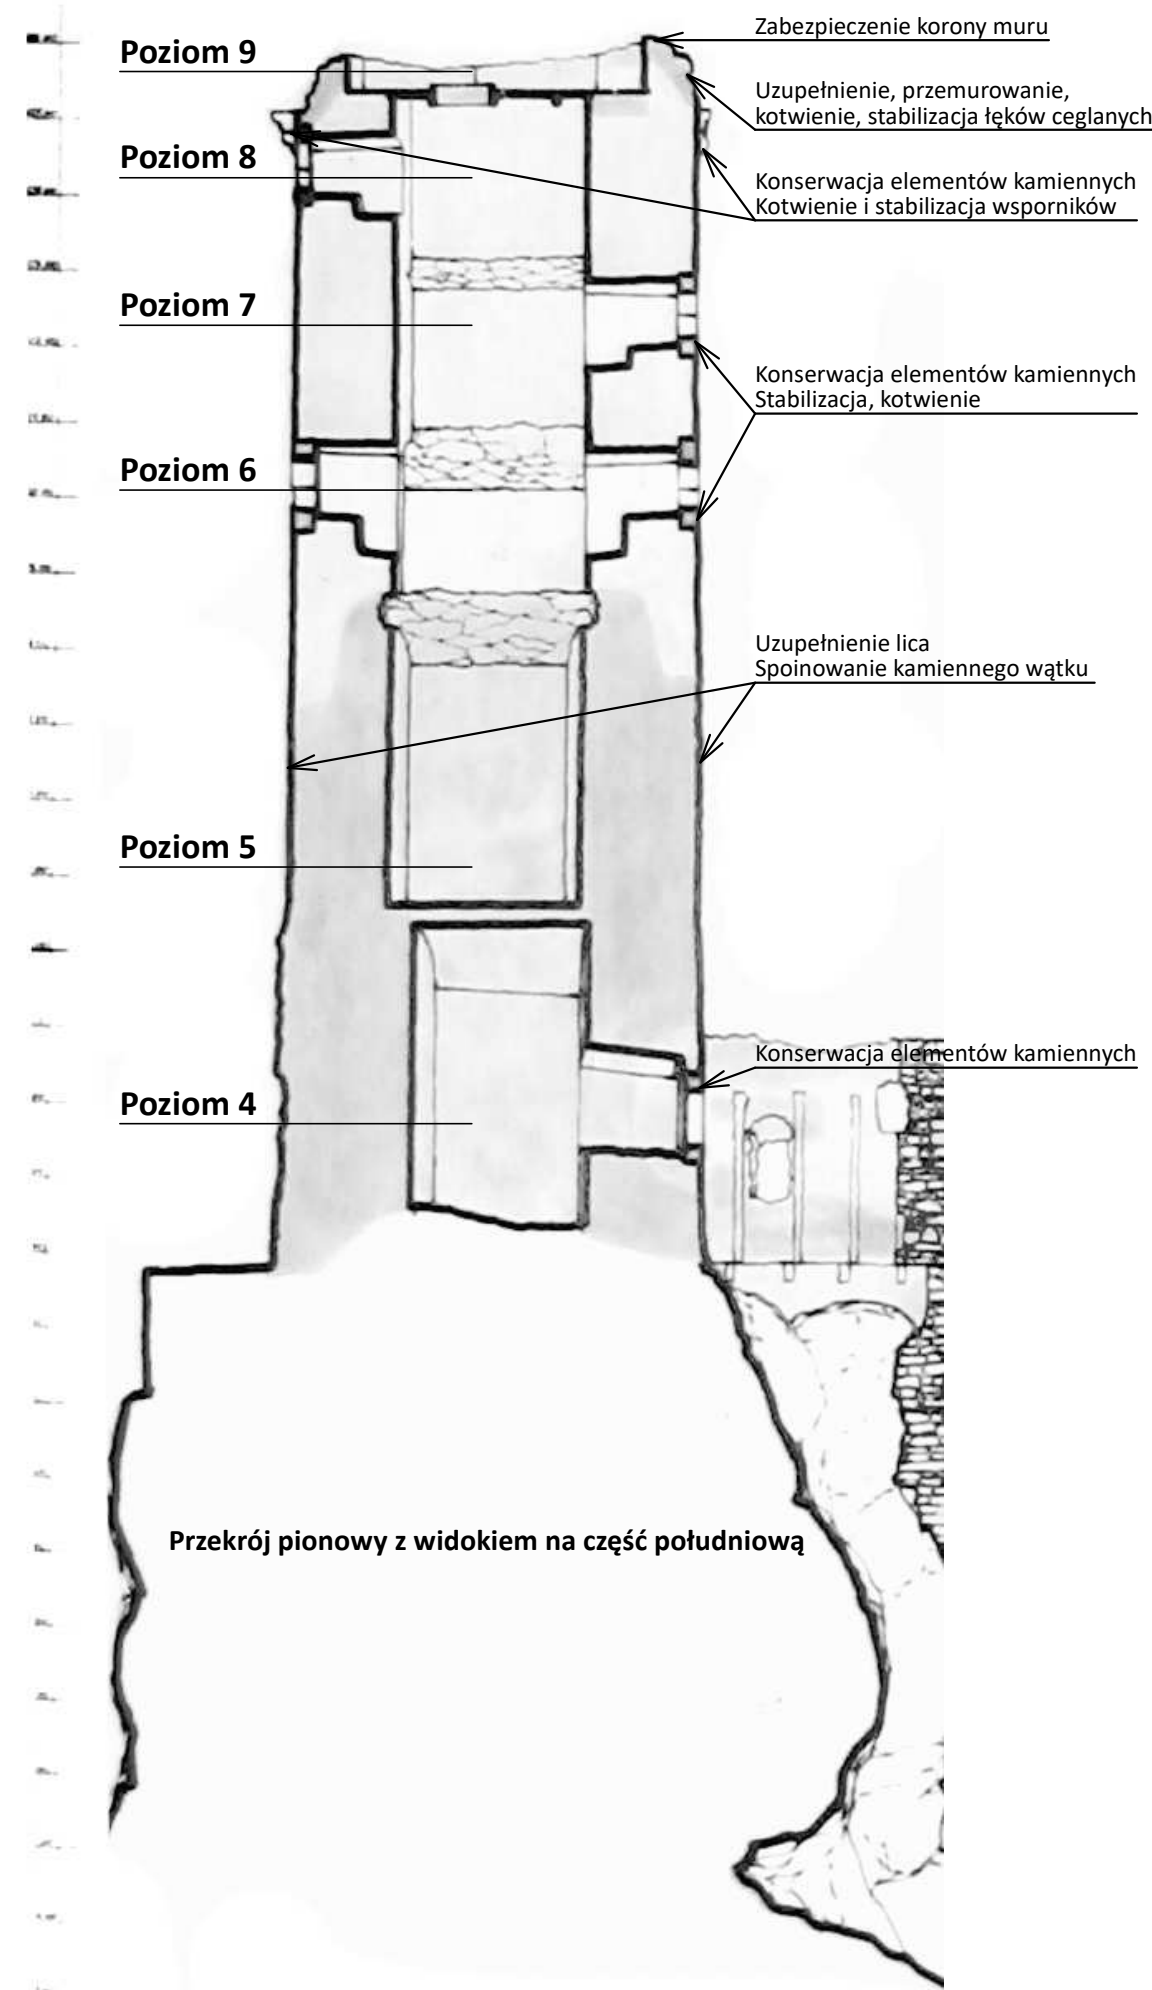 Zabezpieczenie korony muru
Poziom 9
Uzupełnienie, przemurowanie,
kotwienie, stabilizacja łęków ceglanych
Poziom 8
Konserwacja elementów kamiennych
Kotwienie i stabilizacja wsporników
Poziom 7
Konserwacja elementów kamiennych
Stabilizacja, kotwienie
Poziom 6
Uzupełnienie lica
Spoinowanie kamiennego wątku
Poziom 5
Konserwacja elementów kamiennych
Poziom 4
Przekrój pionowy z widokiem na część południową